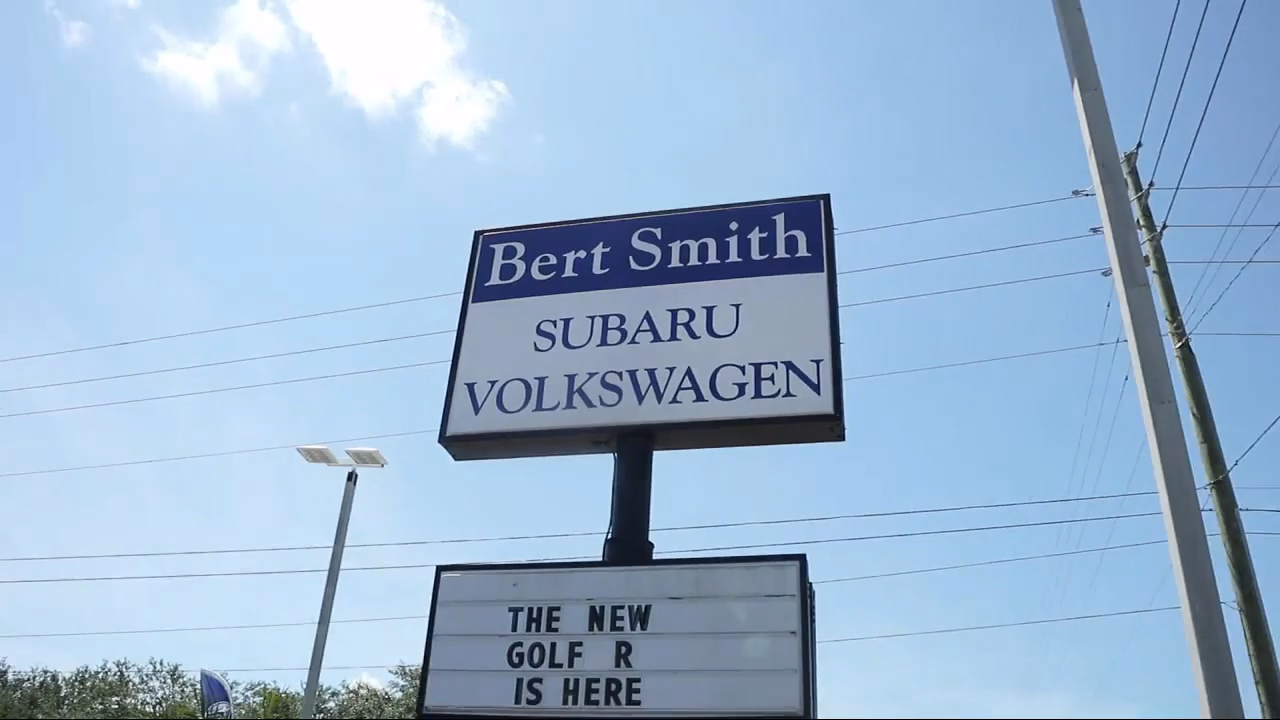 Bert Smith
SUBARU
VOLKSWAGEN
THE NEW
GOLF R
IS HERE